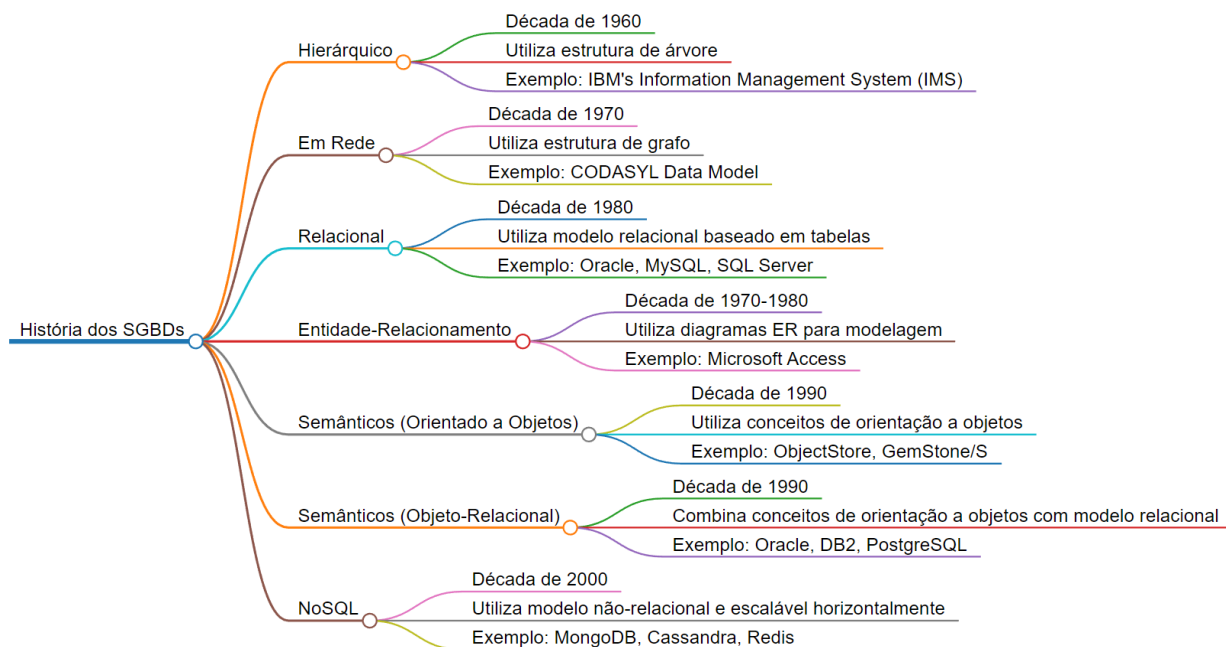 História dos SGBDs
Hierárquico
Década de 1960
Utiliza estrutura de árvore
Exemplo: IBM's Information Management System (IMS)
Em Rede
Década de 1970
Utiliza estrutura de grafo
Exemplo: CODASYL Data Model
Relacional
Década de 1980
Utiliza modelo relacional baseado em tabelas
Exemplo: Oracle, MySQL, SQL Server
Entidade-Relacionamento
Década de 1970-1980
Utiliza diagramas ER para modelagem
Exemplo: Microsoft Access
Semânticos (Orientado a Objetos)
Década de 1990
Utiliza conceitos de orientação a objetos
Exemplo: ObjectStore, GemStone/S
Semânticos (Objeto-Relacional)
Década de 1990
Combina conceitos de orientação a objetos com modelo relacional
Exemplo: Oracle, DB2, PostgreSQL
NoSQL
Década de 2000
Utiliza modelo não-relacional e escalável horizontalmente
Exemplo: MongoDB, Cassandra, Redis